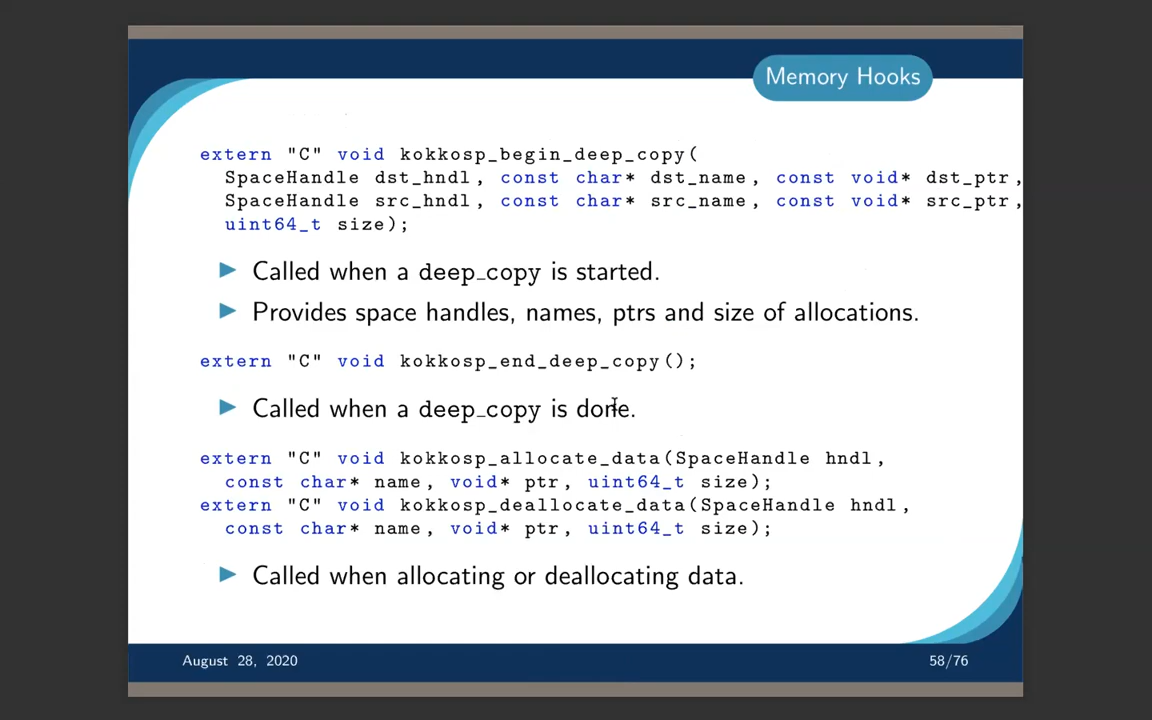 Memory Hooks
extern "C" void kokkosp_begin_deep_copy(
SpaceHandle dst_hndl, const char* dst_name, const void* dst_ptr,
SpaceHandle src_hndl, const char* src_name, const void* src_ptr,
uint64_t size);
▶ Called when a deep_copy is started.
▶ Provides space handles, names, ptrs and size of allocations.
extern "C" void kokkosp_end_deep_copy();
▶ Called when a deep_copy is done.
extern "C" void kokkosp_allocate_data(SpaceHandle hndl,
const char* name, void* ptr, uint64_t size);
extern "C" void kokkosp_deallocate_data(SpaceHandle hndl,
const char* name, void* ptr, uint64_t size);
▶ Called when allocating or deallocating data.
August 28, 2020
58/76